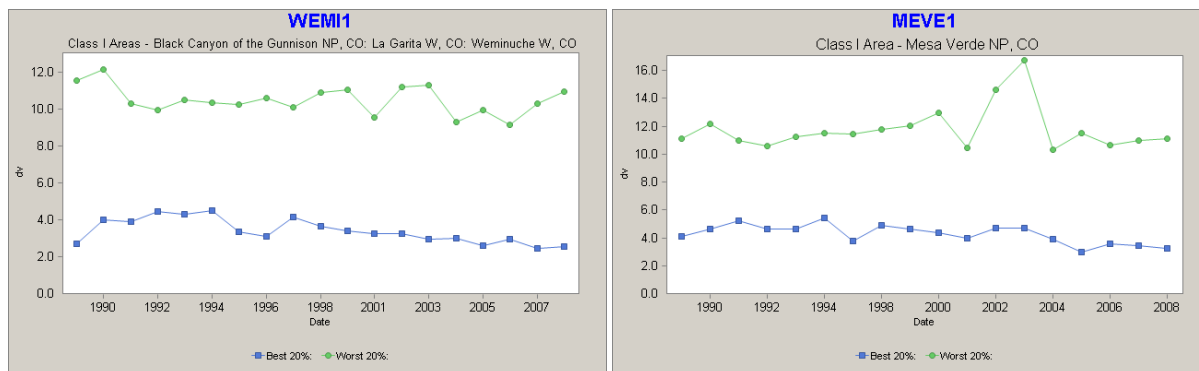 WEMI1
Class I Areas - Black Canyon of the Gunnison NP, CO: La Garita W, CO: Weminuche W, CO
12.0
10.0
8.0
6.0
4.0
2.0
0.0
dv
1990 1992 1994 1996 1998 2001 2003 2005 2007
Date
Best 20%: Worst 20%:
MEVE1
Class I Area - Mesa Verde NP, CO
16.0
14.0
12.0
10.0
8.0
6.0
4.0
2.0
0.0
dv
1990 1992 1994 1996 1998 2000 2002 2004 2006 2008
Date
Best 20%: Worst 20%: